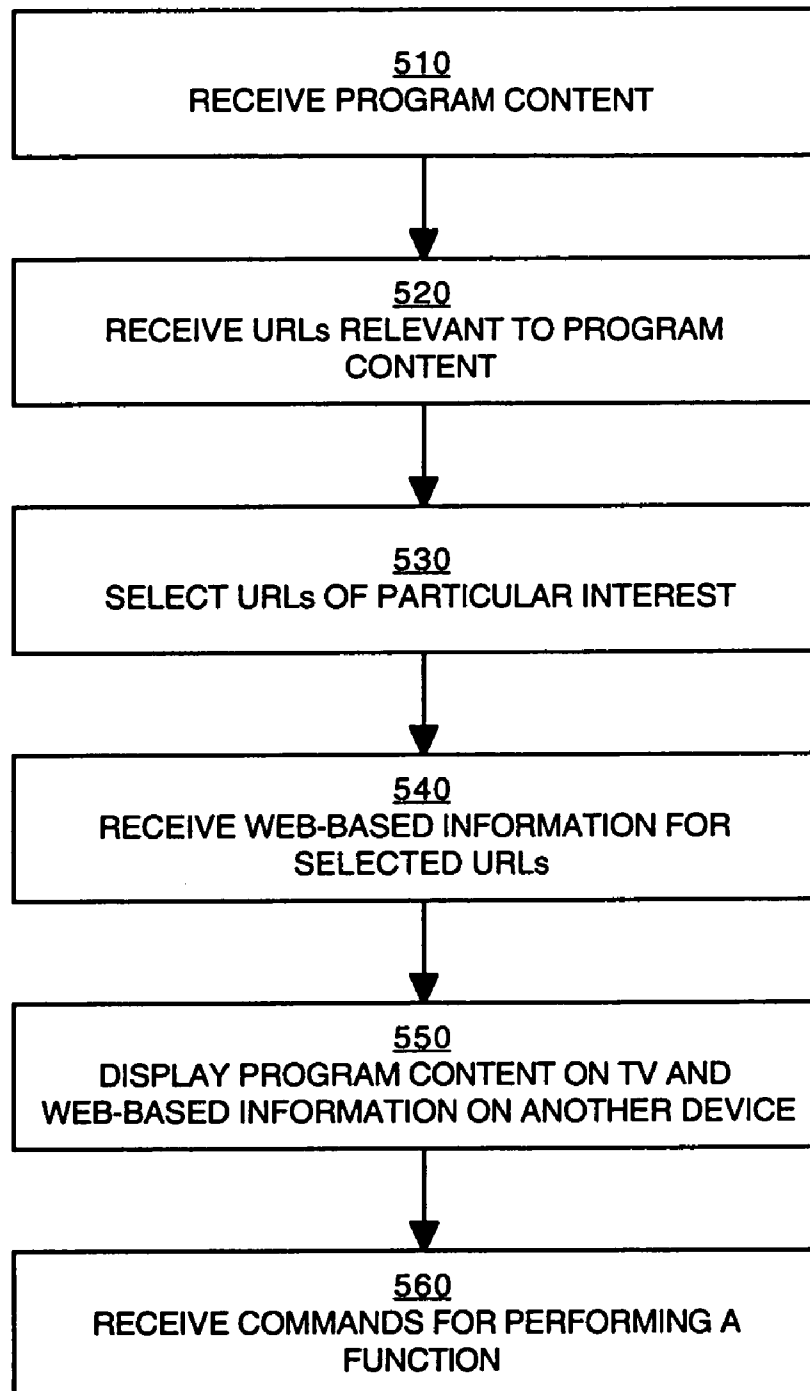 510
RECEIVE PROGRAM CONTENT
520
RECEIVE URLs RELEVANT TO PROGRAM
CONTENT
530
SELECT URLs OF PARTICULAR INTEREST
540
RECEIVE WEB-BASED INFORMATION FOR
SELECTED URLs
550
DISPLAY PROGRAM CONTENT ON TV AND
WEB-BASED INFORMATION ON ANOTHER DEVICE
560
RECEIVE COMMANDS FOR PERFORMING A
FUNCTION